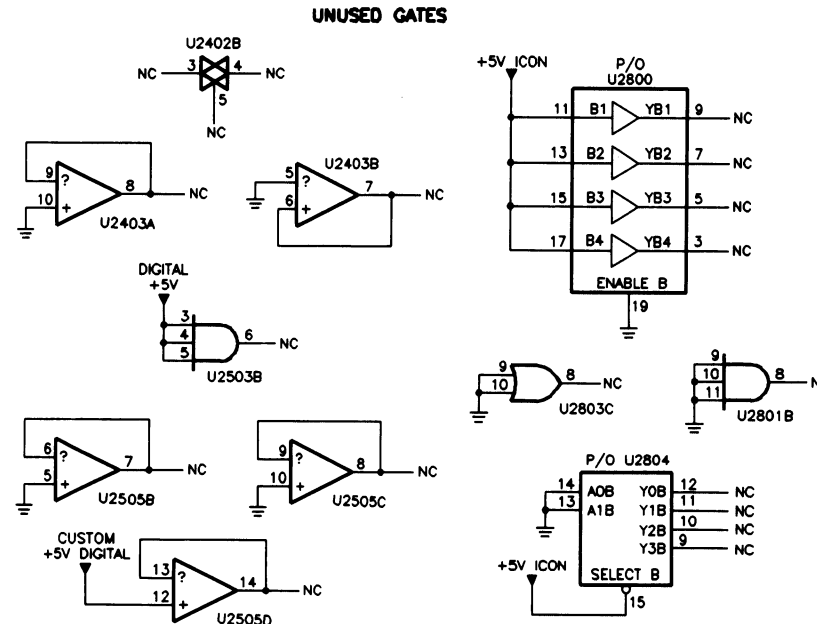 UNUSED GATES
U2402B
NC 3 4 NC
5
NC
9 ?
10 +
8 NC
U2403A
U2403B
5 ?
6 +
7 NC
+5V ICON
P/O
U2800
11 B1 YB1 9 NC
13 B2 YB2 7 NC
15 B3 YB3 5 NC
17 B4 YB4 3 NC
ENABLE B
19
DIGITAL
+5V
3
4
5
6 NC
U2503B
9
10
8 NC
U2803C
9
10
11
8
U2801B
6 ?
5 +
7 NC
U2505B
9 ?
10 +
8 NC
U2505C
P/O U2804
14 A0B Y0B 12 NC
13 A1B Y1B 11 NC
Y2B 10 NC
Y3B 9 NC
SELECT B
15
+5V ICON
CUSTOM
+5V DIGITAL
13 ?
12 +
14 NC
U2505D